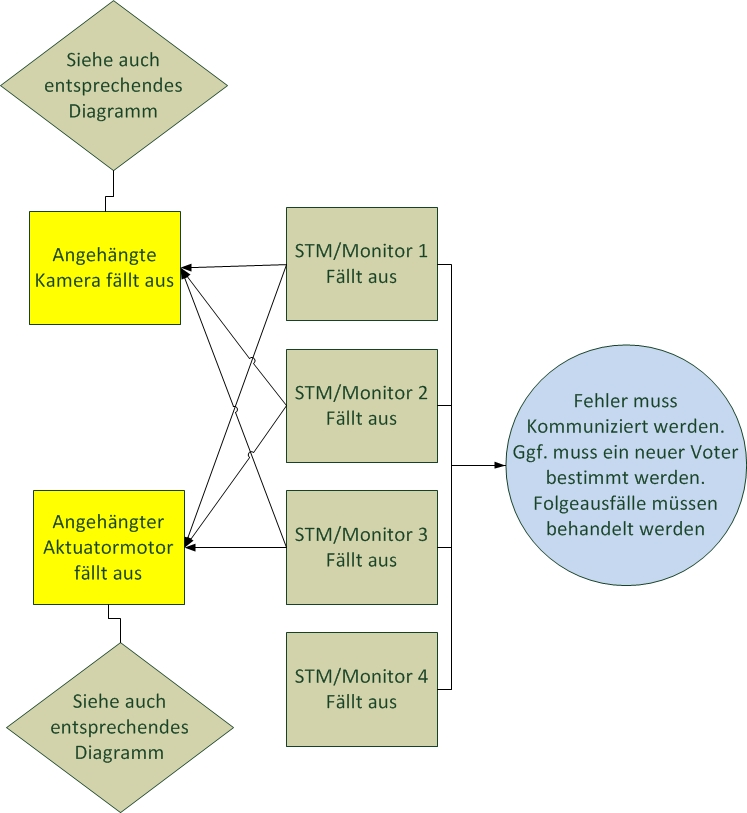 Siehe auch
entsprechendes
Diagramm
Angehängte
Kamera fällt aus
STM/Monitor 1
Fällt aus
STM/Monitor 2
Fällt aus
Fehler muss
Kommuniziert werden.
Ggf. muss ein neuer Voter
bestimmt werden.
Folgeausfälle müssen
behandelt werden
Angehängter
Aktuatormotor
fällt aus
STM/Monitor 3
Fällt aus
STM/Monitor 4
Fällt aus
Siehe auch
entsprechendes
Diagramm